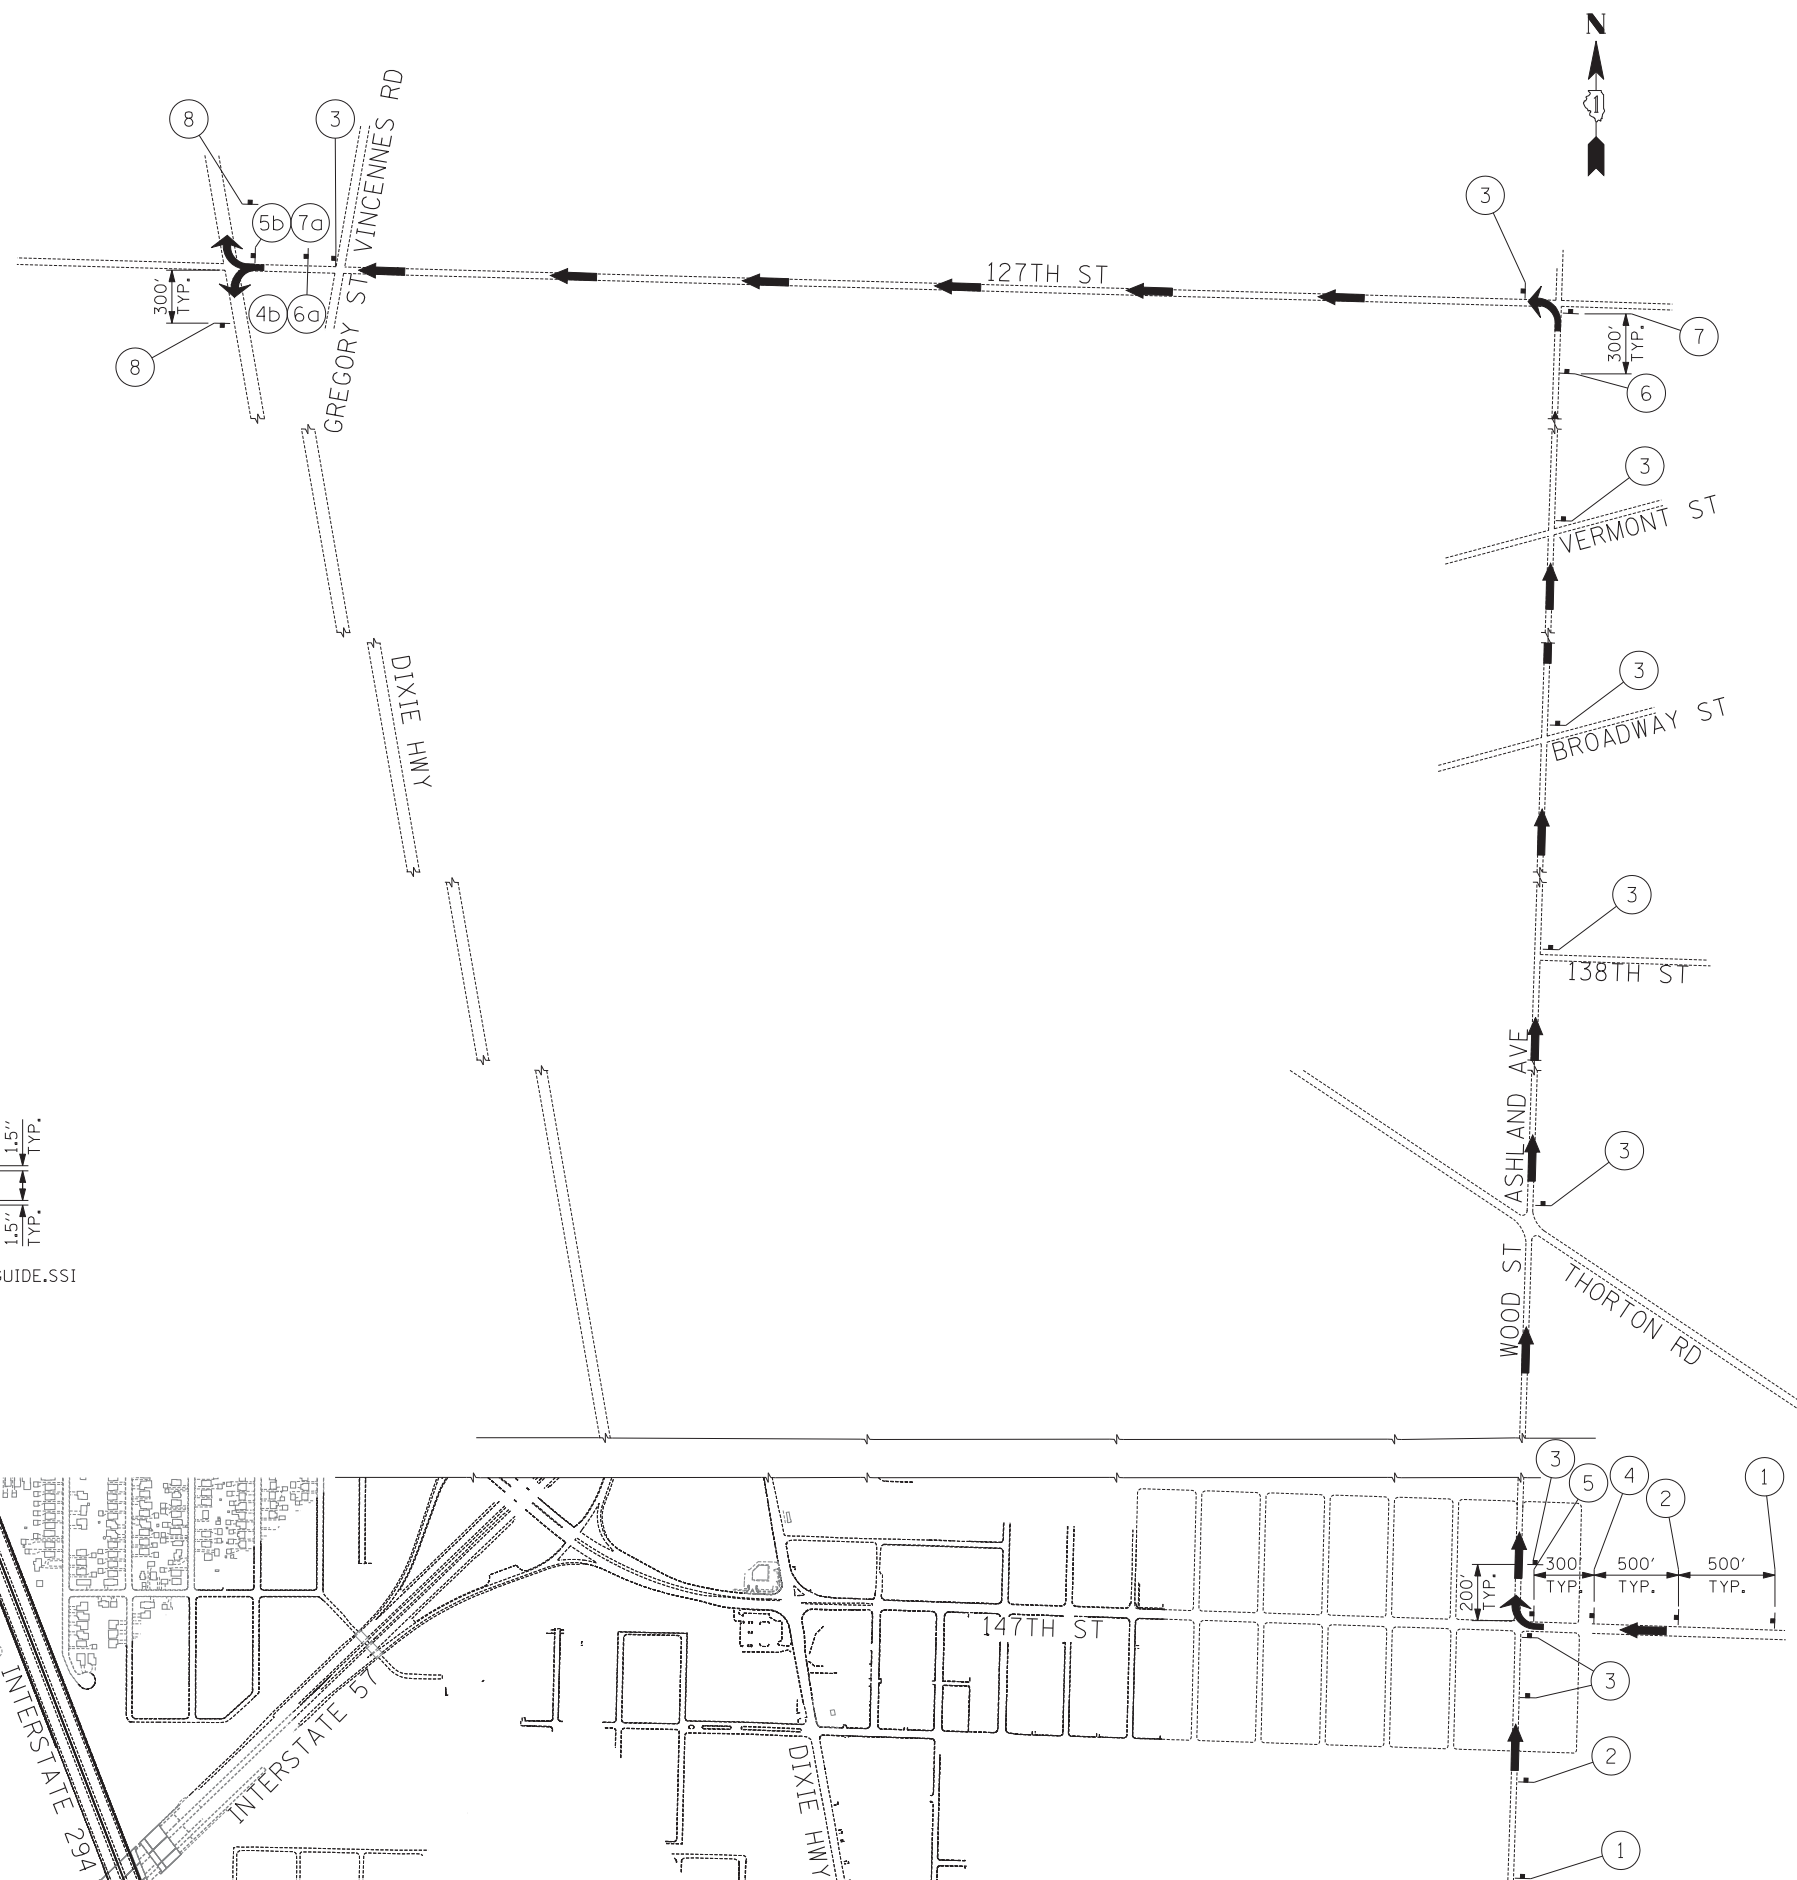 N
1
8
3
VINCENNES RD
3
5b
7a
127TH ST
300'
TYP.
4b
6a
7
300'
TYP.
8
GREGORY ST
6
3
VERMONT ST
DIXIE HWY
3
BROADWAY ST
3
138TH ST
ASHLAND AVE
1.5''
TYP.
3
1.5''
TYP.
WOOD ST
GUIDE.SSI
THORTON RD
3
5
4
2
1
300'
TYP.
500'
TYP.
500'
TYP.
200'
TYP.
147TH ST
3
INTERSTATE 57
INTERSTATE 294
DIXIE HWY
2
1